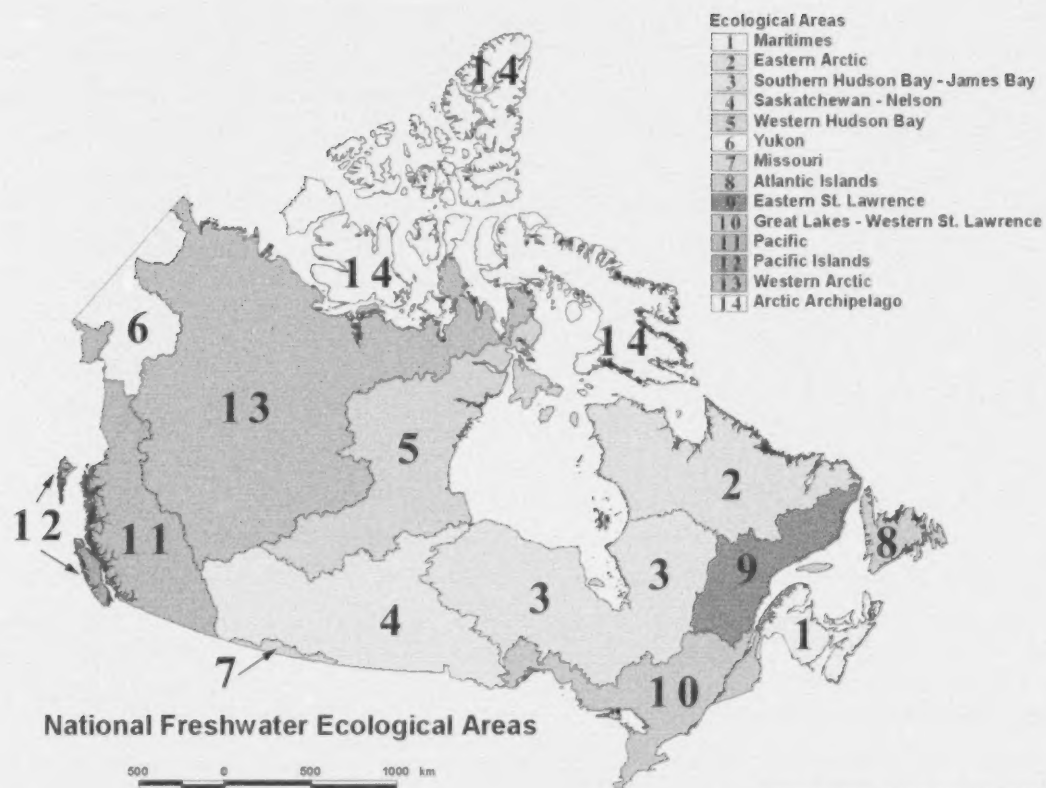 Ecological Areas
1 Maritimes
2 Eastern Arctic
3 Southern Hudson Bay - James Bay
4 Saskatchewan - Nelson
5 Western Hudson Bay
6 Yukon
7 Missouri
8 Atlantic Islands
9 Eastern St. Lawrence
10 Great Lakes - Western St. Lawrence
11 Pacific
12 Pacific Islands
13 Western Arctic
14 Arctic Archipelago
14
14
14
6
13
5
2
12
11
9
8
3
3
4
1
7
10
National Freshwater Ecological Areas
500 0 500 1000 km